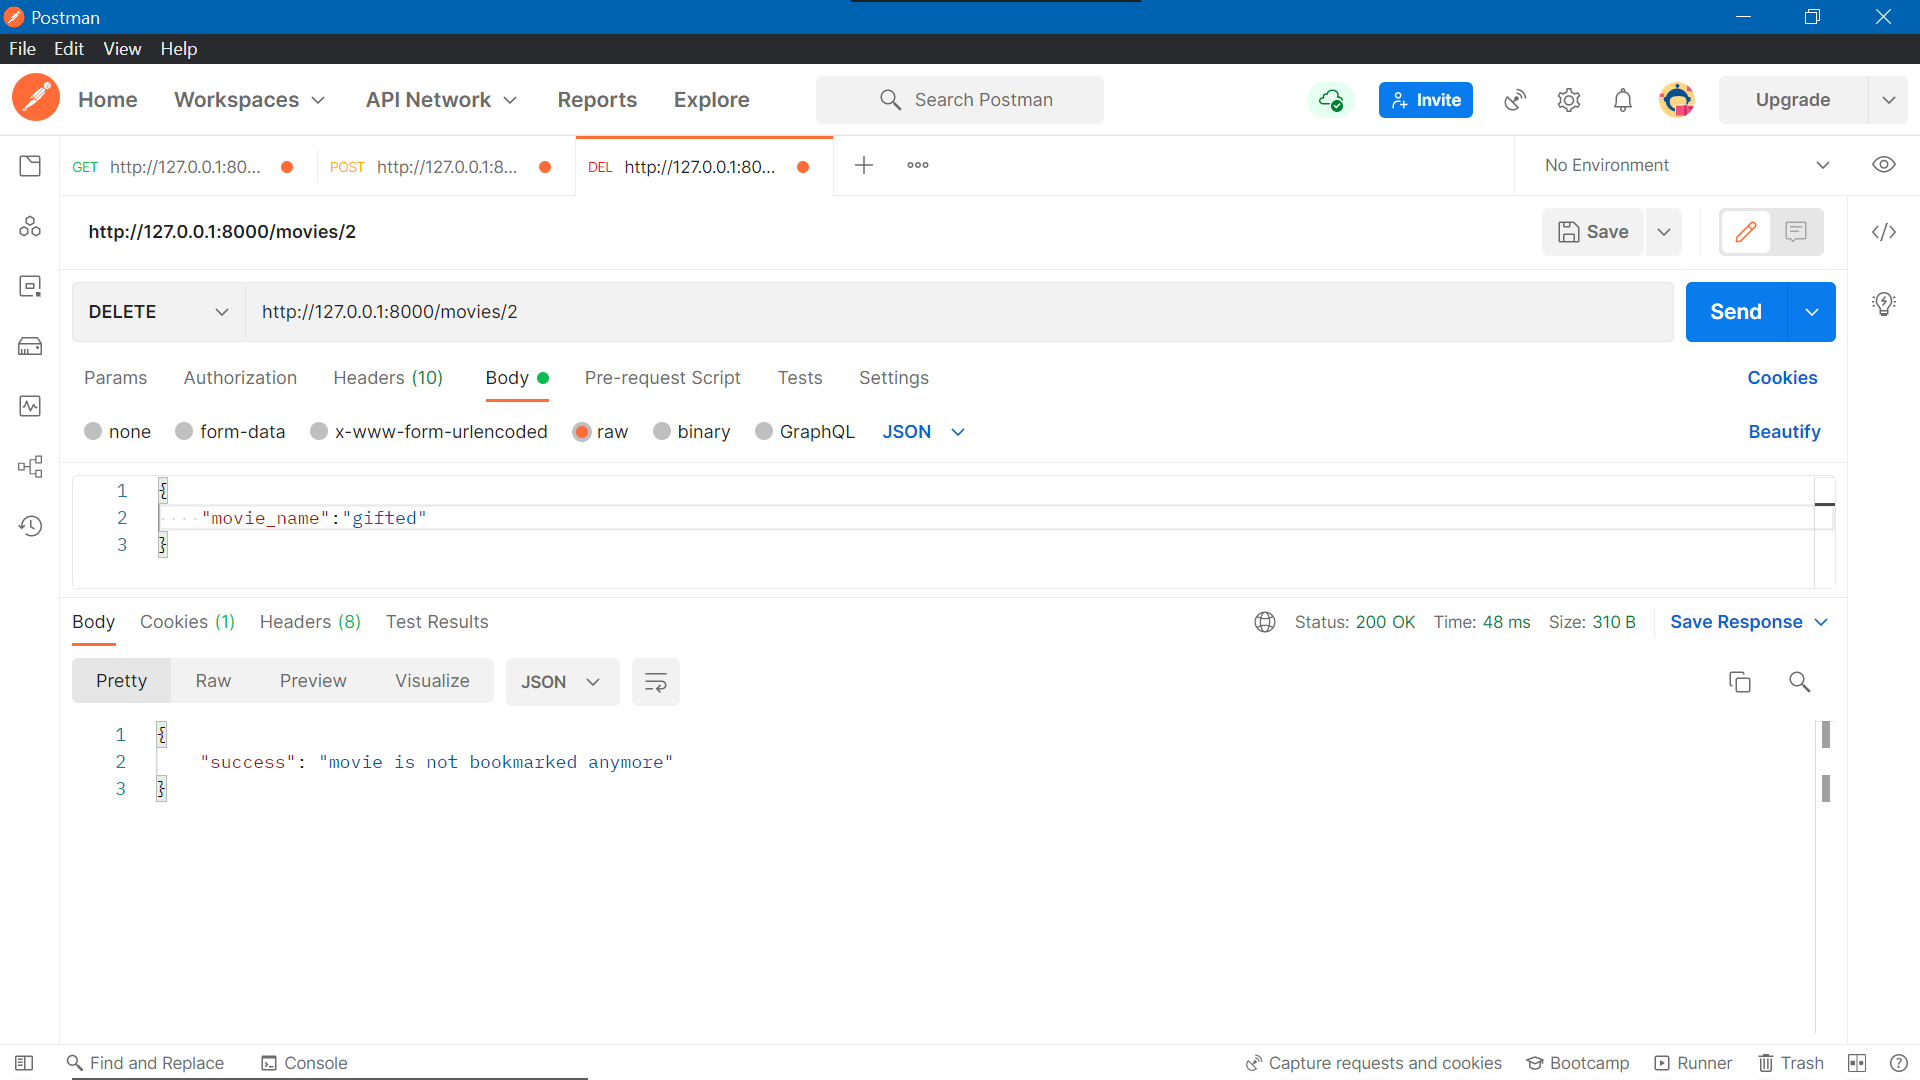 Postman
File Edit View Help
Home Workspaces API Network Reports Explore Search Postman Invite Upgrade
GET http://127.0.0.1:80... POST http://127.0.0.1:8... DEL http://127.0.0.1:80... No Environment
http://127.0.0.1:8000/movies/2 Save
DELETE http://127.0.0.1:8000/movies/2 Send
Params Authorization Headers (10) Body Pre-request Script Tests Settings Cookies
none form-data x-www-form-urlencoded raw binary GraphQL JSON Beautify
1 {
2 "movie_name":"gifted"
3 }
Body Cookies (1) Headers (8) Test Results Status: 200 OK Time: 48 ms Size: 310 B Save Response
Pretty Raw Preview Visualize JSON
1 {
2 "success": "movie is not bookmarked anymore"
3 }
Find and Replace Console Capture requests and cookies Bootcamp Runner Trash